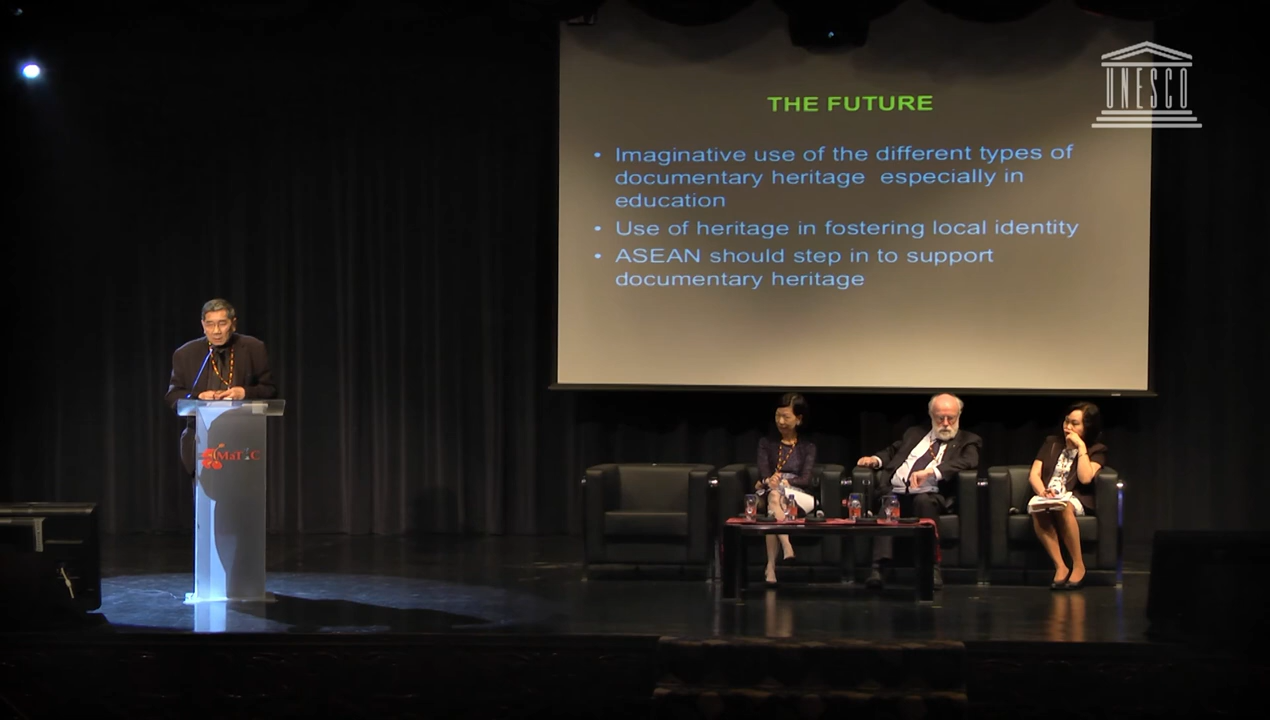 UNESCO
THE FUTURE
• Imaginative use of the different types of
documentary heritage especially in
education
• Use of heritage in fostering local identity
• ASEAN should step in to support
documentary heritage
MaTiC